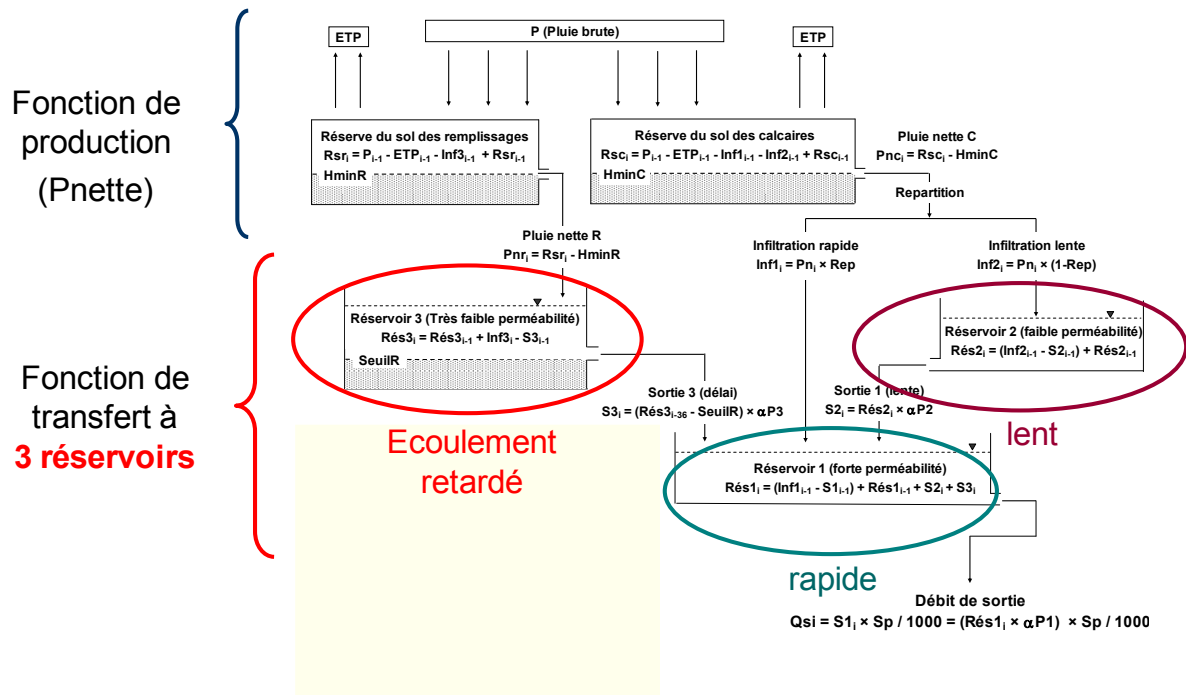 ETP
P (Pluie brute)
ETP
Fonction de
production
(Pnette)
Réserve du sol des remplissages
Rsrᵢ = Pᵢ₋₁ - ETPᵢ₋₁ - Inf3ᵢ₋₁ + Rsrᵢ₋₁
HminR
Réserve du sol des calcaires
Rscᵢ = Pᵢ₋₁ - ETPᵢ₋₁ - Inf1ᵢ₋₁ - Inf2ᵢ₋₁ + Rscᵢ₋₁
HminC
Pluie nette C
Pncᵢ = Rscᵢ - HminC
Repartition
Pluie nette R
Pnrᵢ = Rsrᵢ - HminR
Infiltration rapide
Inf1ᵢ = Pnᵢ × Rep
Infiltration lente
Inf2ᵢ = Pnᵢ × (1-Rep)
Fonction de
transfert à
3 réservoirs
Réservoir 3 (Très faible perméabilité)
Rés3ᵢ = Rés3ᵢ₋₁ + Inf3ᵢ - S3ᵢ₋₁
SeuilR
Réservoir 2 (faible perméabilité)
Rés2ᵢ = (Inf2ᵢ₋₁ - S2ᵢ₋₁) + Rés2ᵢ₋₁
Sortie 3 (délai)
S3ᵢ = (Rés3ᵢ₋₃₆ - SeuilR) × αP3
Sortie 1 (lente)
S2ᵢ = Rés2ᵢ × αP2
Ecoulement
retardé
lent
Réservoir 1 (forte perméabilité)
Rés1ᵢ = (Inf1ᵢ₋₁ - S1ᵢ₋₁) + Rés1ᵢ₋₁ + S2ᵢ + S3ᵢ
rapide
Débit de sortie
Qsi = S1ᵢ × Sp / 1000 = (Rés1ᵢ × αP1) × Sp / 1000